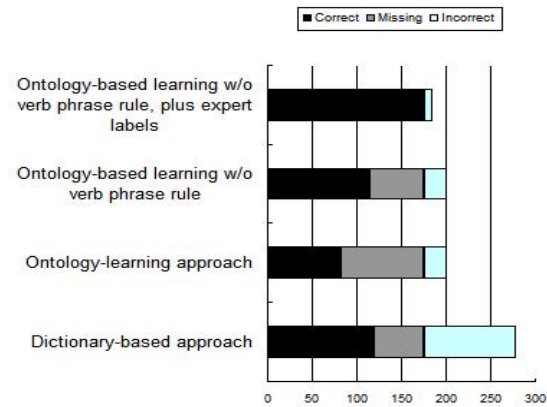 Correct Missing Incorrect
Ontology-based learning w/o
verb phrase rule, plus expert
labels
Ontology-based learning w/o
verb phrase rule
Ontology-learning approach
Dictionary-based approach
0 50 100 150 200 250 300